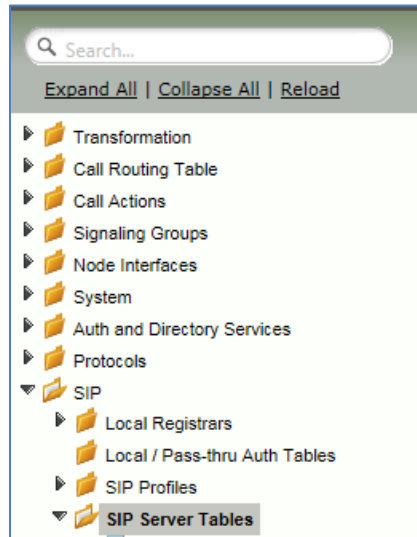 Search...
Expand All | Collapse All | Reload
Transformation
Call Routing Table
Call Actions
Signaling Groups
Node Interfaces
System
Auth and Directory Services
Protocols
SIP
Local Registrars
Local / Pass-thru Auth Tables
SIP Profiles
SIP Server Tables